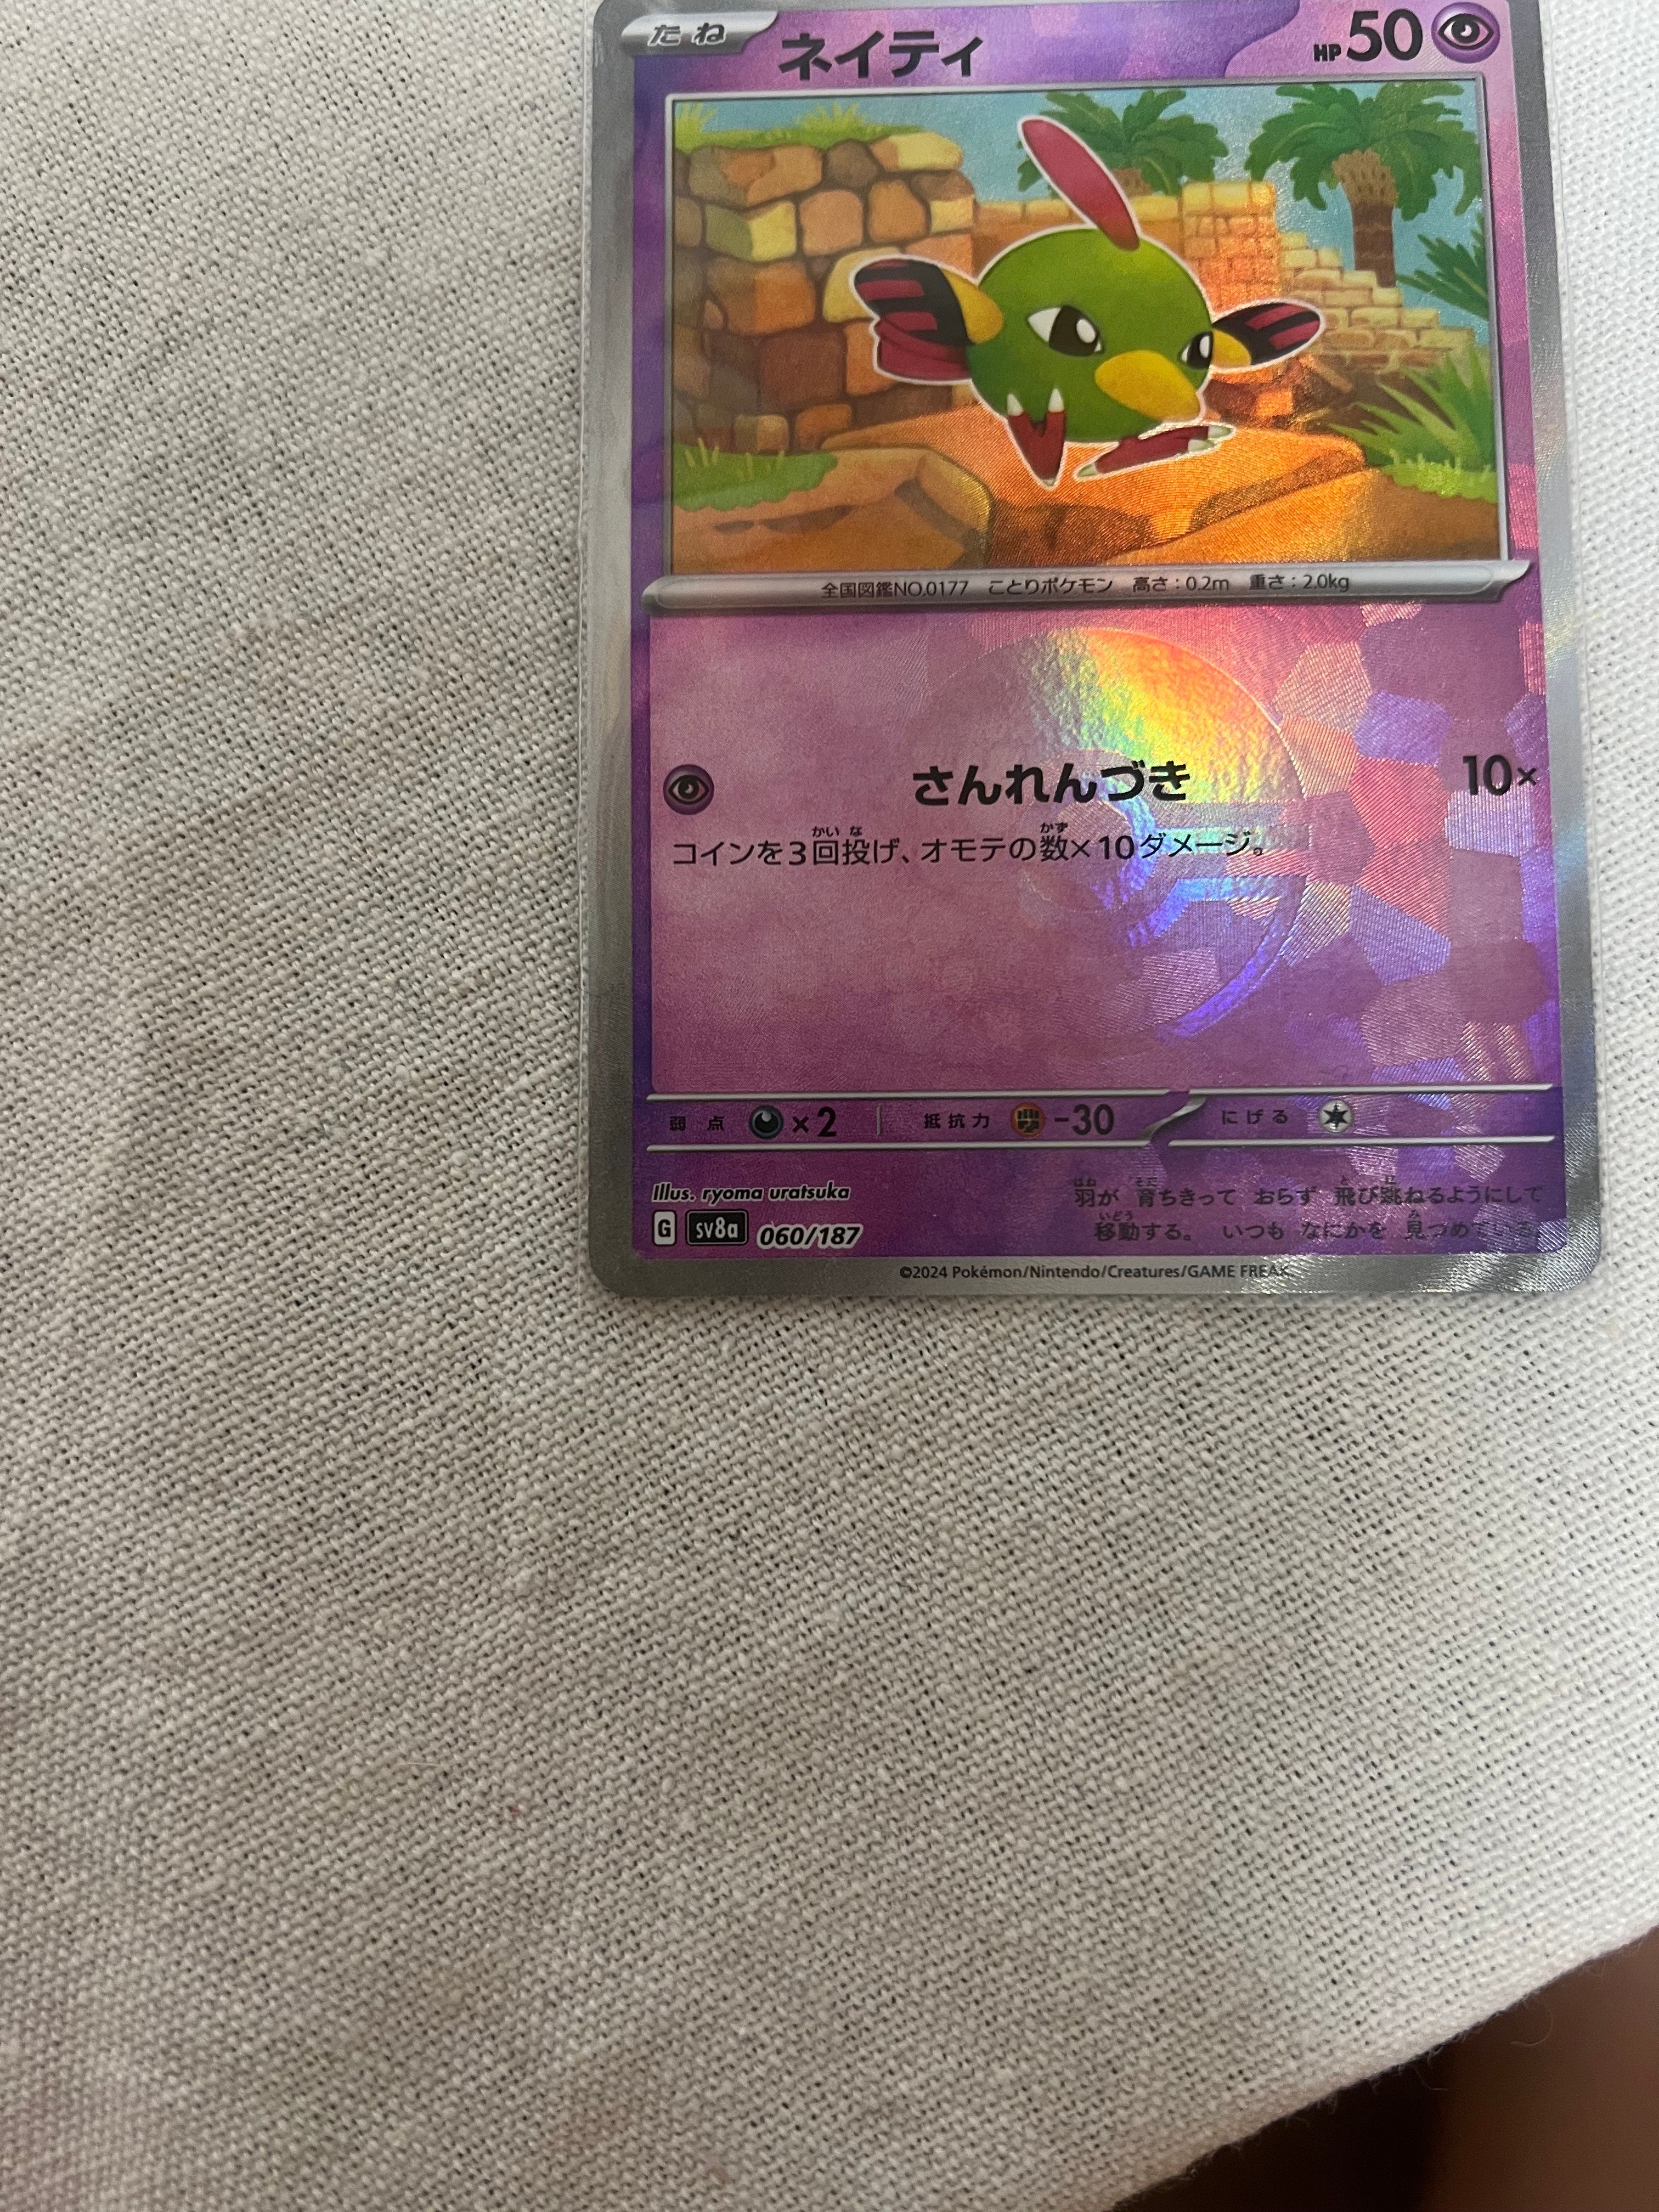 たね ネイティ HP50
全国図鑑NO.0177 ことりポケモン 高さ:0.2m 重さ:2.0kg
さんれんづき 10×
コインを3回投げ、オモテの数×10ダメージ。
弱点 ×2 抵抗力 -30 にげる
Illus. ryoma uratsuka
羽が 育ちきって おらず 飛び跳ねるようにして
移動する。 いつも なにかを 見つめている。
G sv8a 060/187
©2024 Pokémon/Nintendo/Creatures/GAME FREAK.